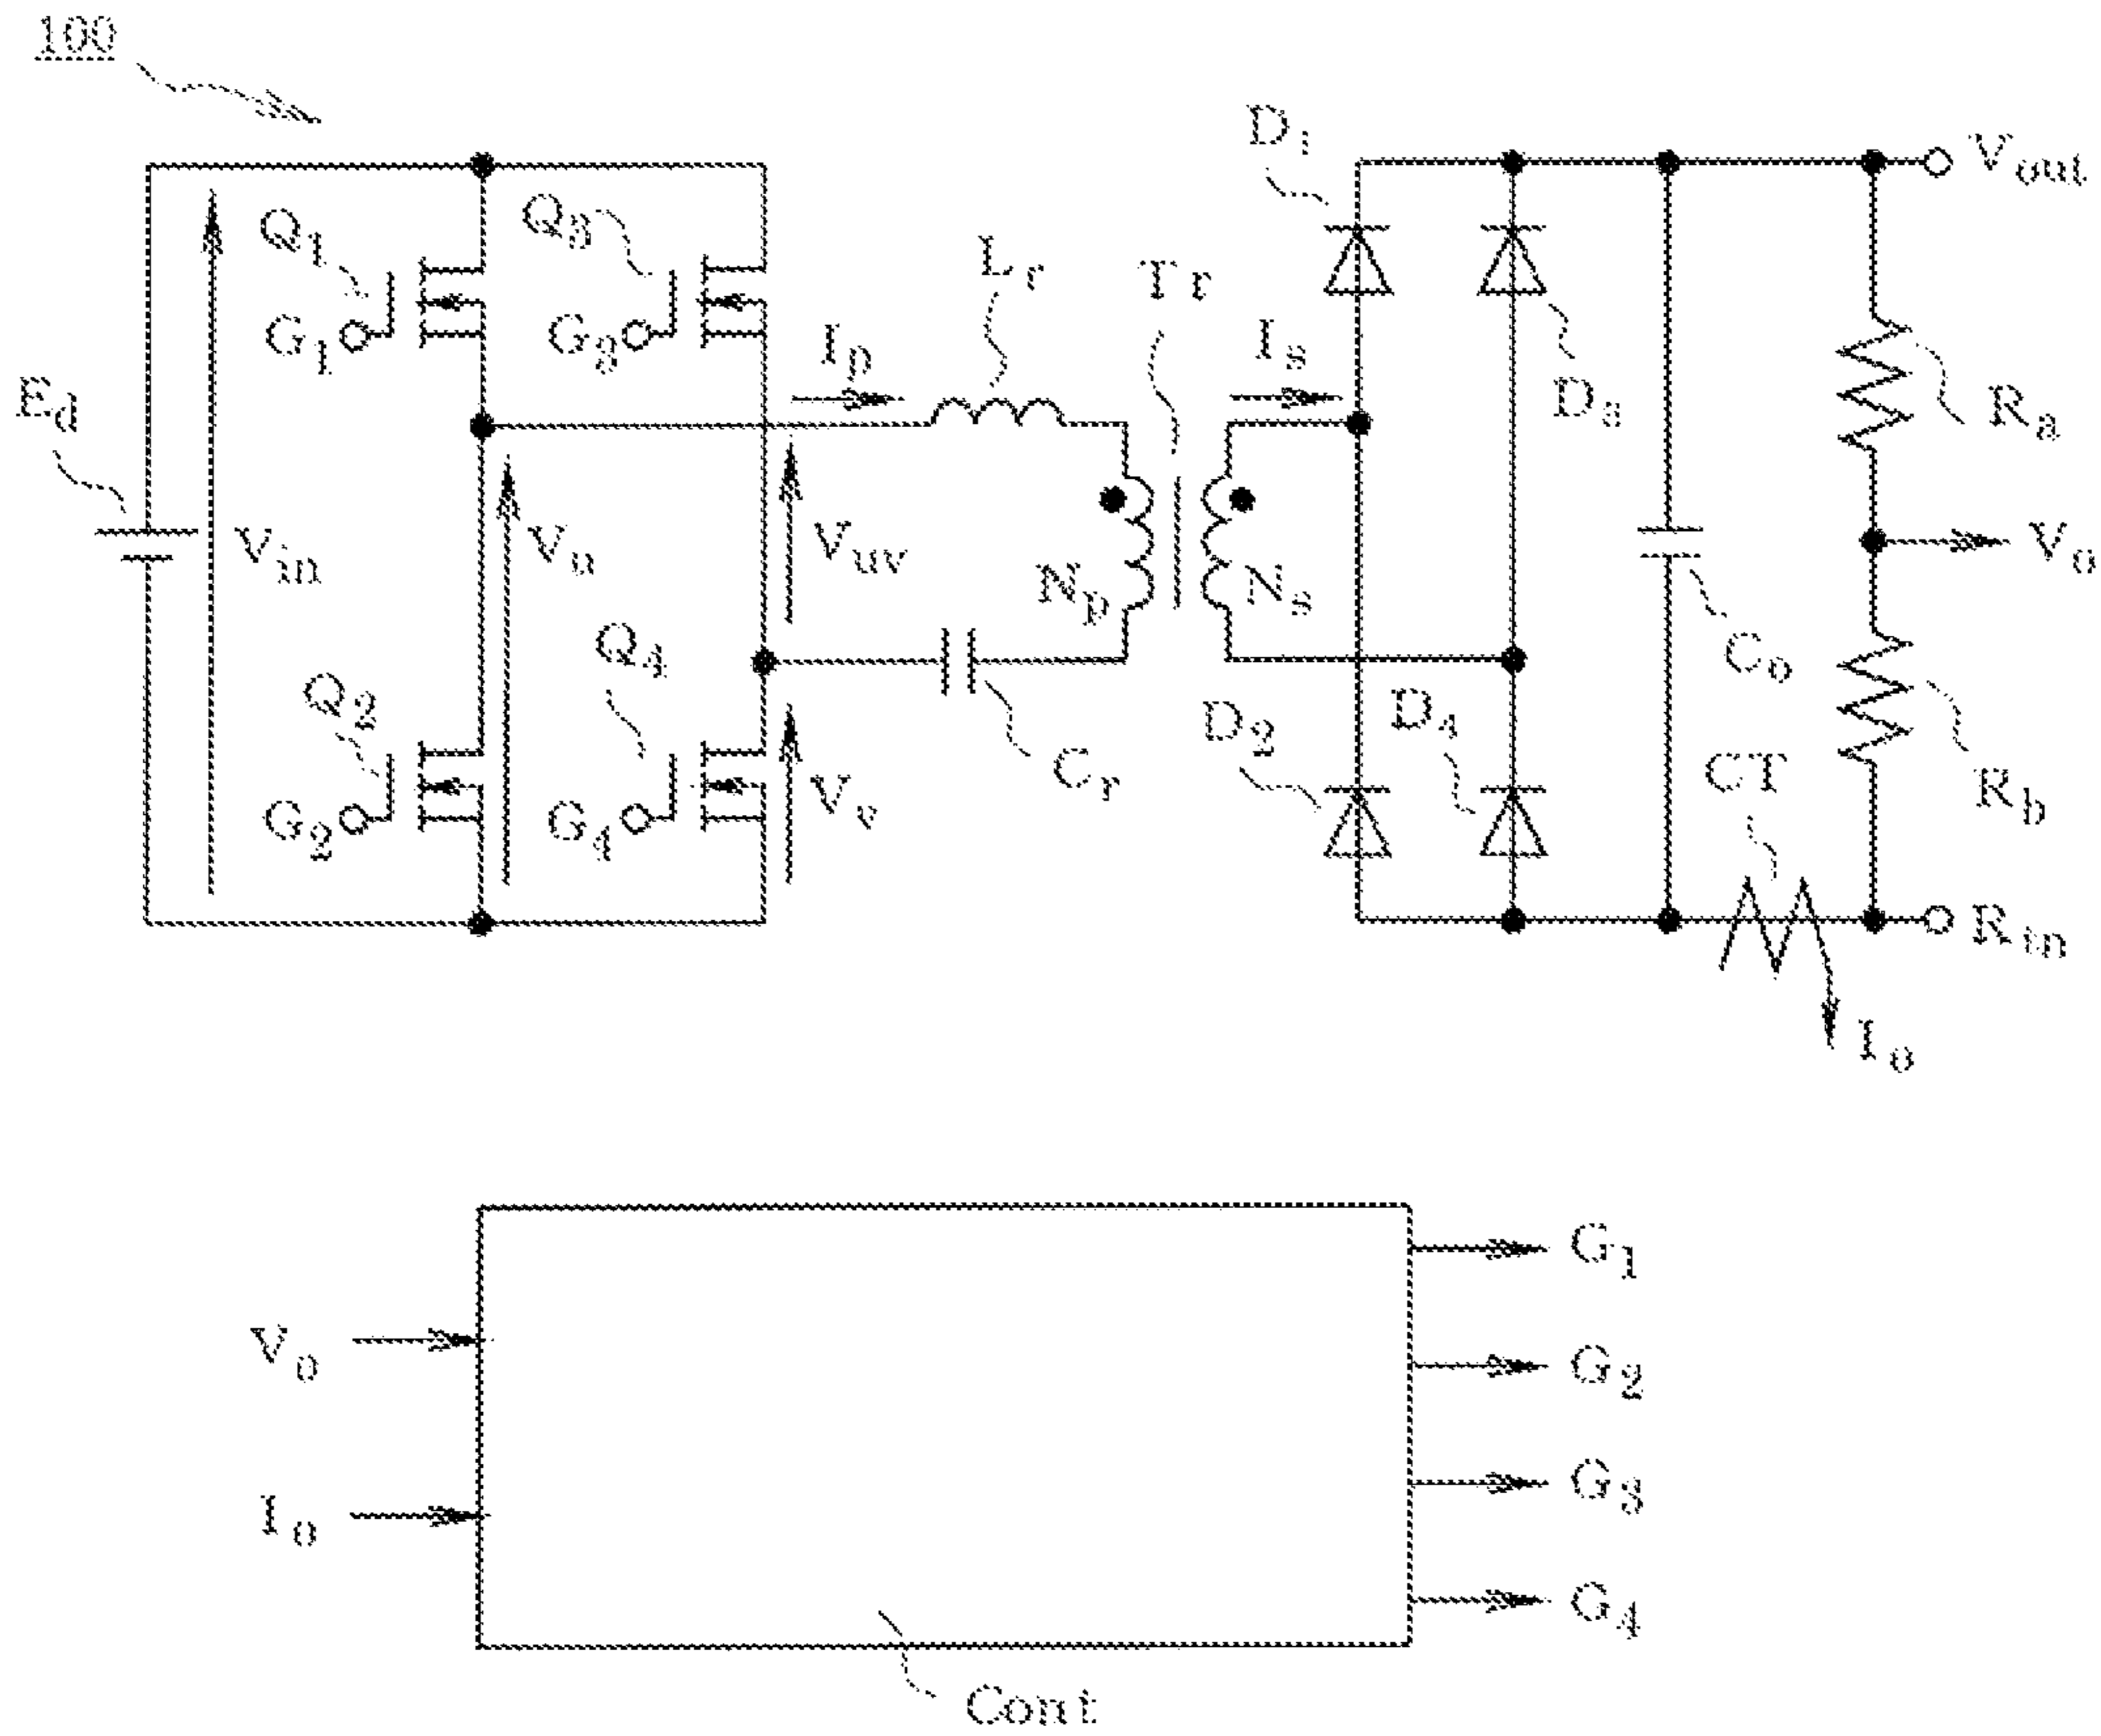 100
D1
Vout
Q1
Q3
Lr
Tr
G1
G3
Ip
Is
Ed
D3
Ra
Vin
Vu
Vuv
Np
Ns
Vo
Q2
Q4
D2
D4
Co
CT
Cr
Rb
G2
G4
Vv
Rtn
Io
G1
Vo
G2
G3
Io
G4
Cont